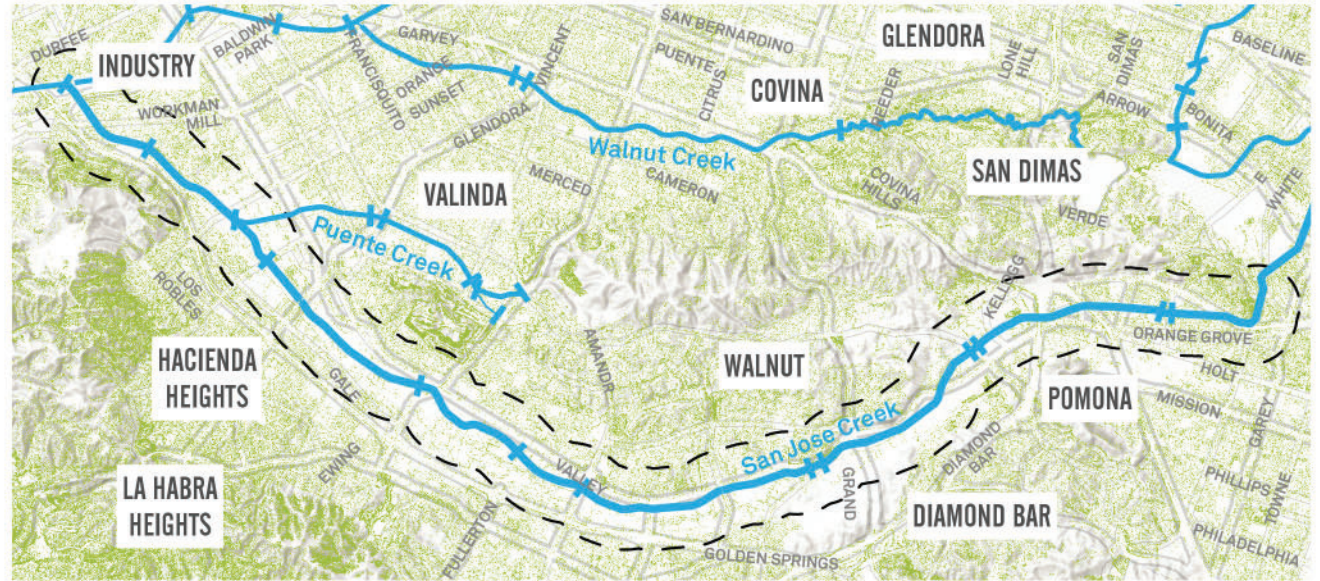 DURFEE
INDUSTRY
BALDWIN
PARK
FRANCISQUITO
GARVEY
ORANGE
SUNSET
VINCENT
SAN BERNARDINO
PUENTE
CITRUS
GLENDORA
LONE
HILL
SAN
DIMAS
BASELINE
COVINA
REEDER
ARROW
BONITA
WORKMAN
MILL
GLENDORA
Walnut Creek
MERCED
CAMERON
COVINA
HILLS
SAN DIMAS
VERDE
E
WHITE
VALINDA
Puente Creek
LOS
ROBLES
KELLOGG
ORANGE GROVE
HACIENDA
HEIGHTS
GALE
AMANDR
WALNUT
POMONA
HOLT
MISSION
GAREY
San Jose Creek
LA HABRA
HEIGHTS
EWING
VALLEY
GRAND
DIAMOND
BAR
PHILLIPS
TOWNE
FULLERTON
DIAMOND BAR
PHILADELPHIA
GOLDEN SPRINGS